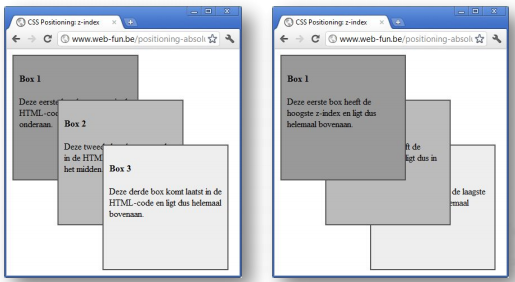 CSS Positioning: z-index
www.web-fun.be/positioning-absolu
Box 1
Deze eerste
HTML-cod
onderaan.
Box 2
Deze tweed
in de HTM
het midden
Box 3
Deze derde box komt laatst in de
HTML-code en ligt dus helemaal
bovenaan.
CSS Positioning: z-index
www.web-fun.be/positioning-absolu
Box 1
Deze eerste box heeft de
hoogste z-index en ligt dus
helemaal bovenaan.
ft de
ligt dus in
de laagste
emaal